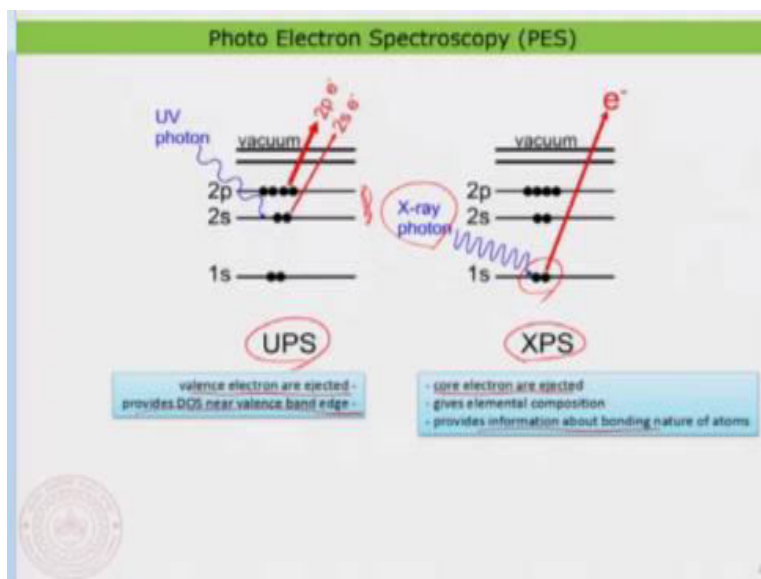 Photo Electron Spectroscopy (PES)
UV
photon
2p e-
2s e-
vacuum
2p
2s
1s
UPS
valence electron are ejected -
provides DOS near valence band edge -
e-
vacuum
2p
2s
X-ray
photon
1s
XPS
- core electron are ejected
- gives elemental composition
- provides information about bonding nature of atoms